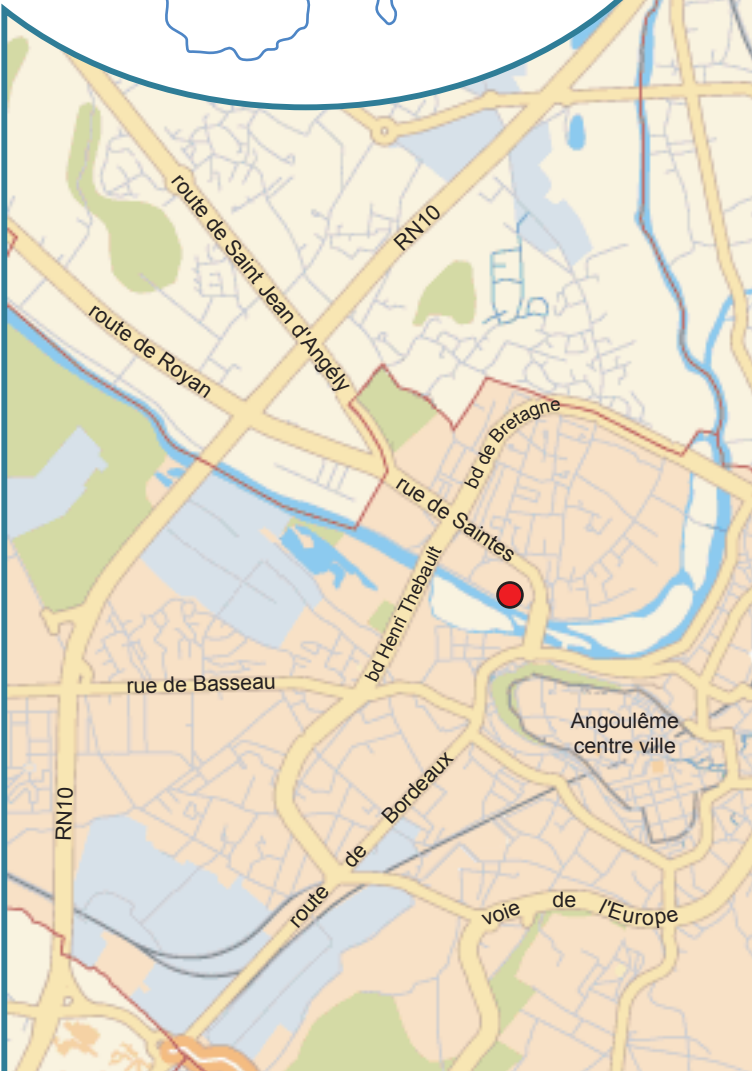 route de Saint Jean d'Angély
RN10
route de Royan
bd de Bretagne
rue de Saintes
bd Henri Thebault
rue de Basseau
Angoulême
centre ville
RN10
route de Bordeaux
voie de l'Europe